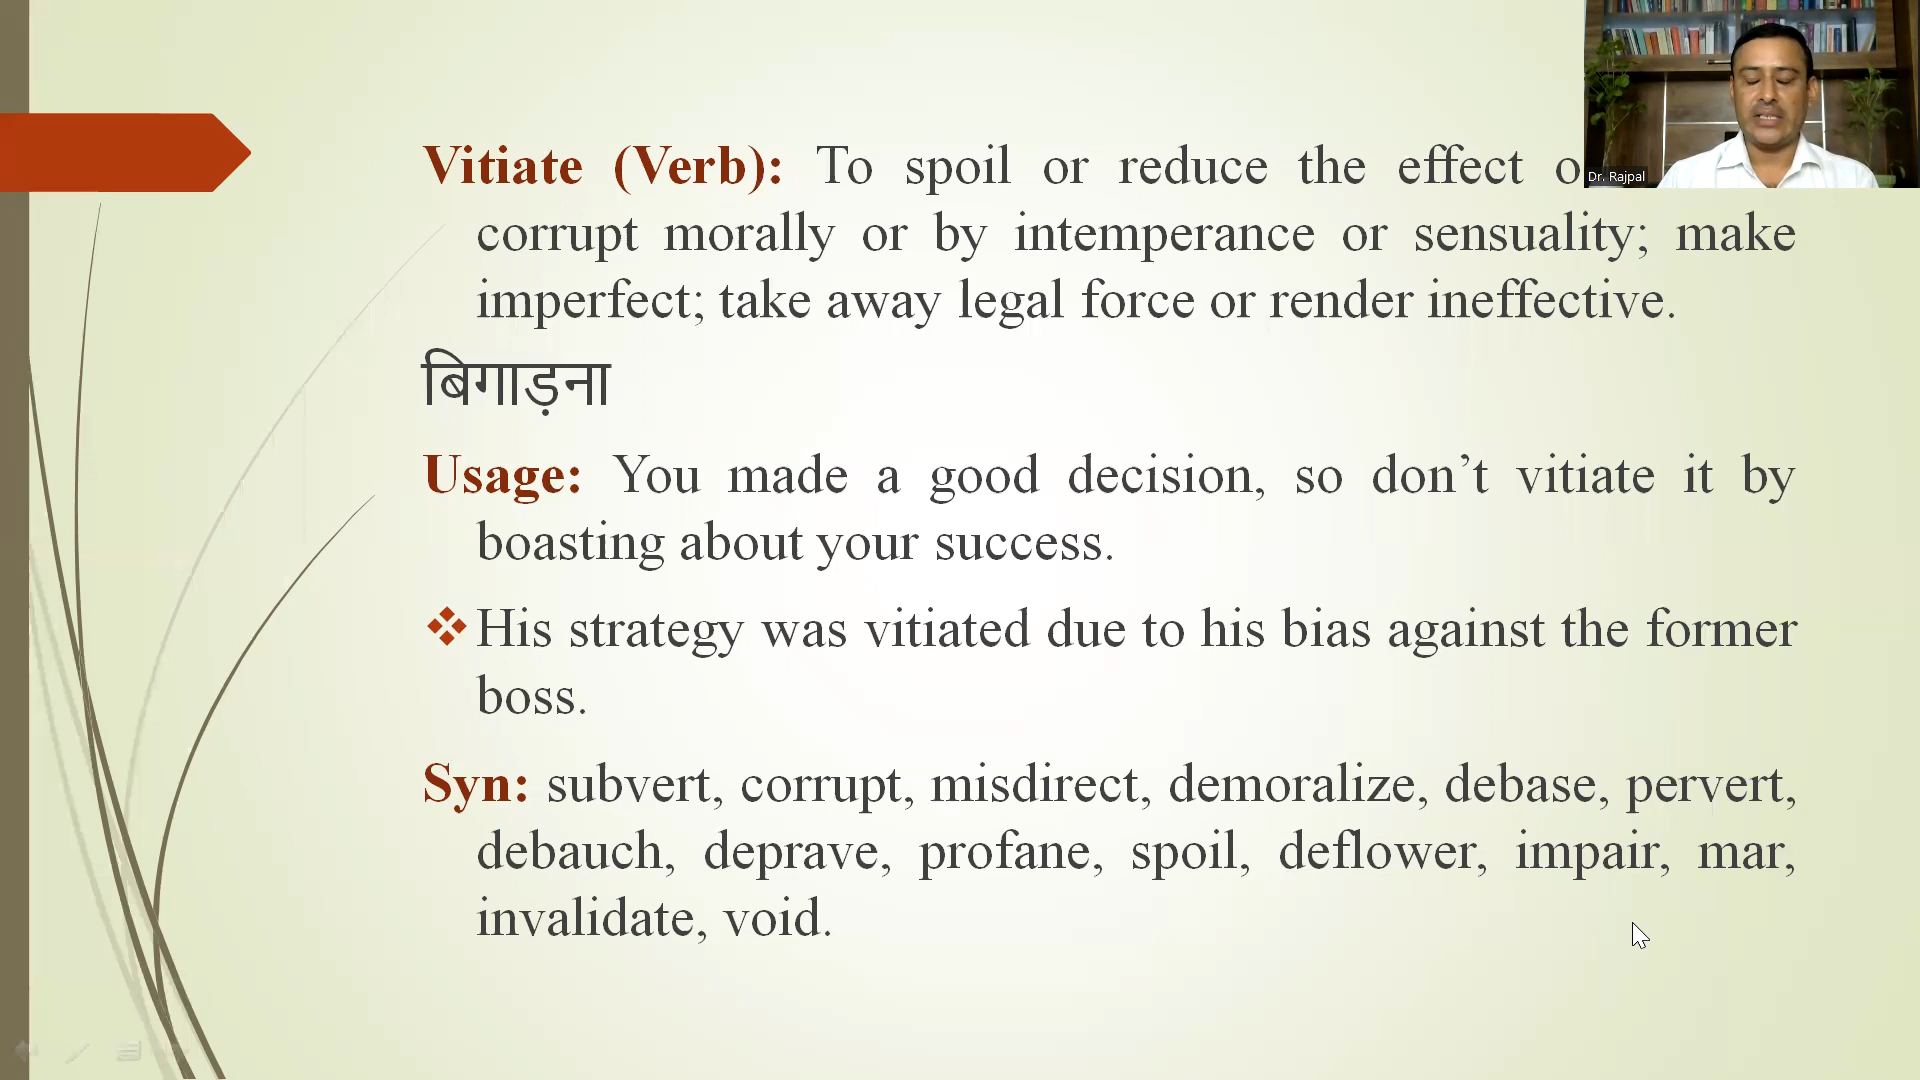 Vitiate (Verb): To spoil or reduce the effect
corrupt morally or by intemperance or sensuality; make
imperfect; take away legal force or render ineffective.
बिगाड़ना
Usage: You made a good decision, so don’t vitiate it by
boasting about your success.
❖His strategy was vitiated due to his bias against the former
boss.
Syn: subvert, corrupt, misdirect, demoralize, debase, pervert,
debauch, deprave, profane, spoil, deflower, impair, mar,
invalidate, void.
Dr. Rajpal